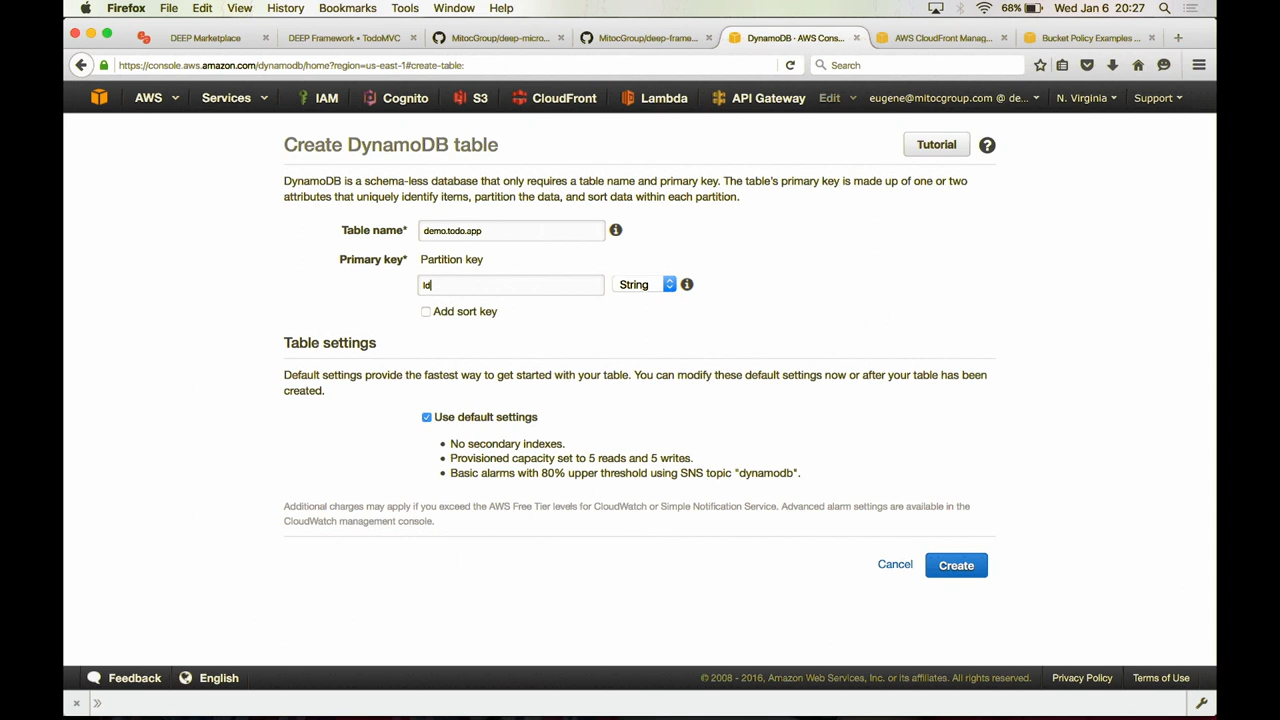 Firefox File Edit View History Bookmarks Tools Window Help 68% Wed Jan 6 20:27
DEEP Marketplace × DEEP Framework • TodoMVC × MitocGroup/deep-micro... × MitocGroup/deep-frame... × DynamoDB · AWS Cons... × AWS CloudFront Manag... × Bucket Policy Examples ... × +
https://console.aws.amazon.com/dynamodb/home?region=us-east-1#create-table: Search
AWS Services IAM Cognito S3 CloudFront Lambda API Gateway Edit eugene@mitocgroup.com @ de... N. Virginia Support
Create DynamoDB table Tutorial ?
DynamoDB is a schema-less database that only requires a table name and primary key. The table's primary key is made up of one or two
attributes that uniquely identify items, partition the data, and sort data within each partition.
Table name* demo.todo.app i
Primary key* Partition key
Id String i
Add sort key
Table settings
Default settings provide the fastest way to get started with your table. You can modify these default settings now or after your table has been
created.
Use default settings
• No secondary indexes.
• Provisioned capacity set to 5 reads and 5 writes.
• Basic alarms with 80% upper threshold using SNS topic "dynamodb".
Additional charges may apply if you exceed the AWS Free Tier levels for CloudWatch or Simple Notification Service. Advanced alarm settings are available in the
CloudWatch management console.
Cancel Create
Feedback English © 2008 - 2016, Amazon Web Services, Inc. or its affiliates. All rights reserved. Privacy Policy Terms of Use
× »